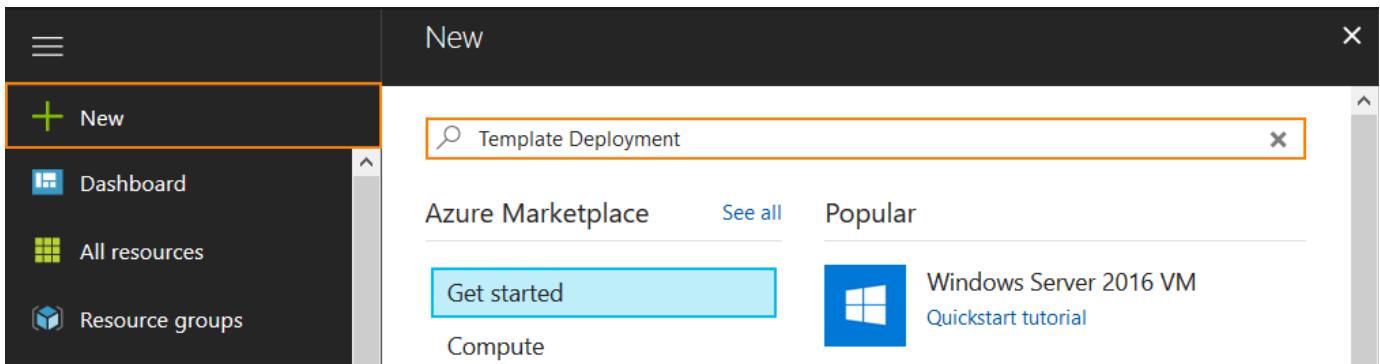 New
New
Dashboard
All resources
Resource groups
Template Deployment
Azure Marketplace
See all
Get started
Compute
Popular
Windows Server 2016 VM
Quickstart tutorial